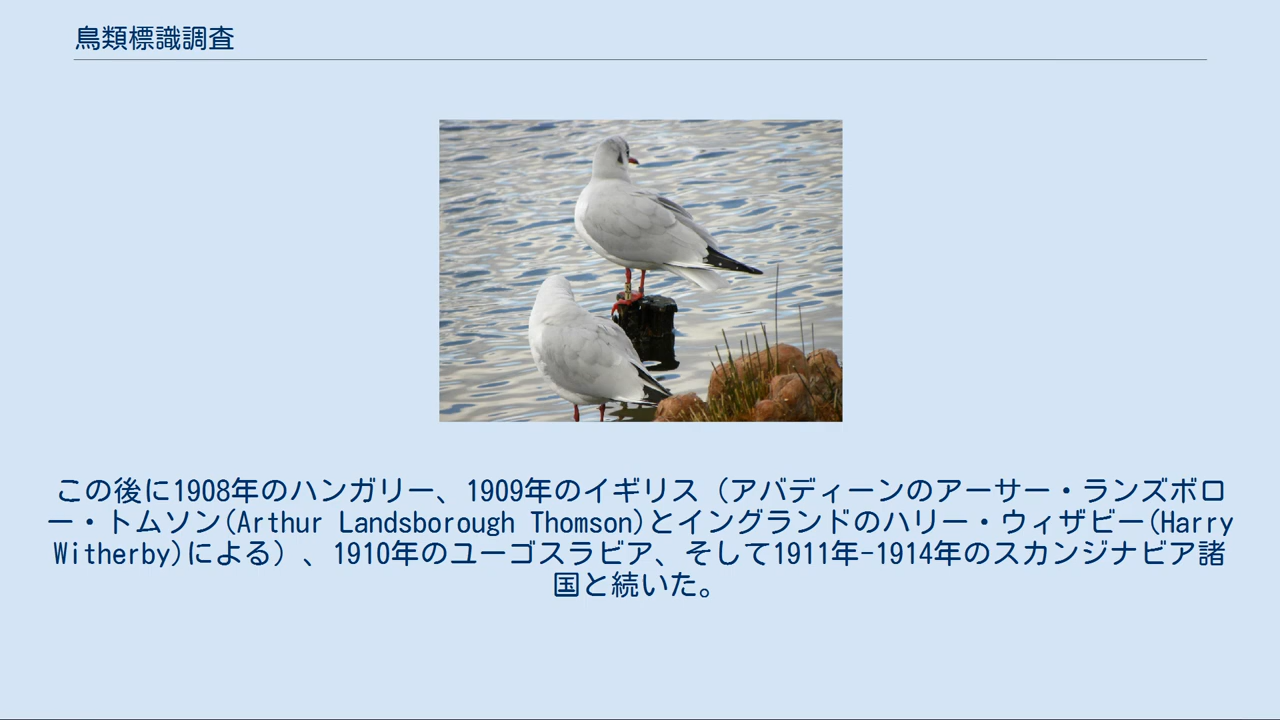 鳥類標識調査
この後に1908年のハンガリー、1909年のイギリス（アバディーンのアーサー・ランズボロ
ー・トムソン(Arthur Landsborough Thomson)とイングランドのハリー・ウィザビー(Harry
Witherby)による）、1910年のユーゴスラビア、そして1911年-1914年のスカンジナビア諸
国と続いた。